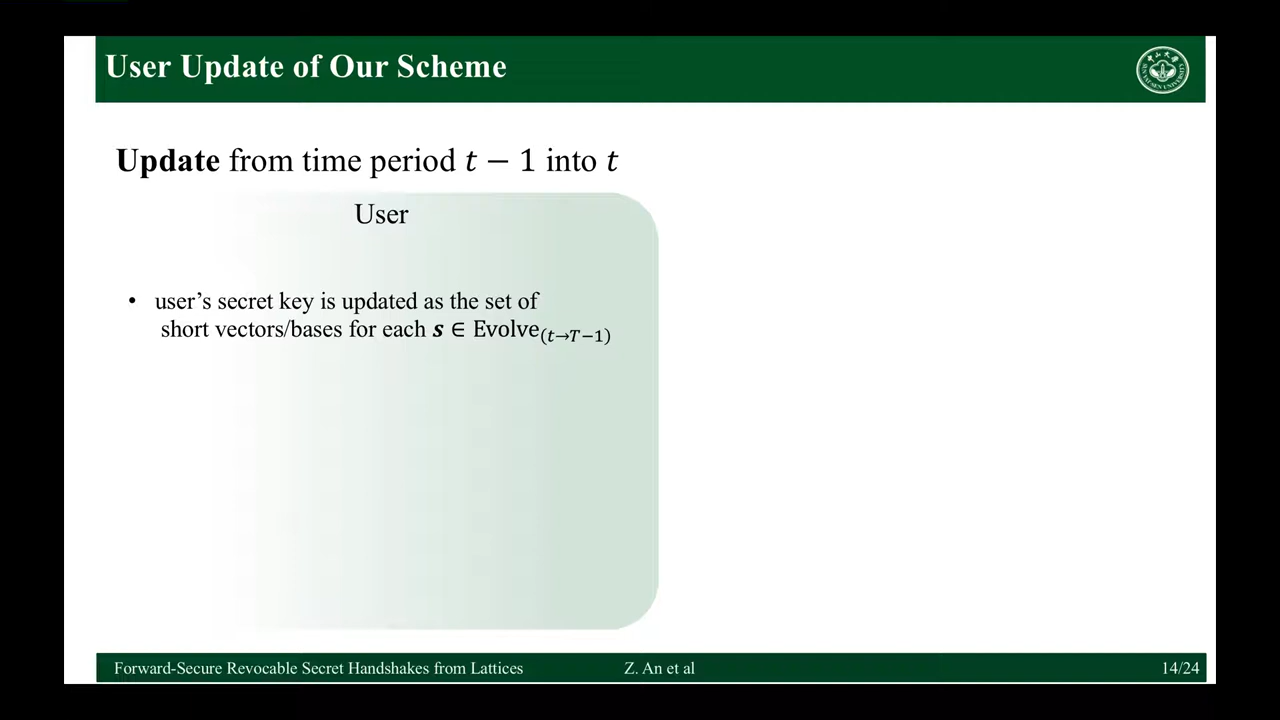 User Update of Our Scheme
Update from time period t − 1 into t
User
• user’s secret key is updated as the set of
short vectors/bases for each s ∈ Evolve(t→T−1)
Forward-Secure Revocable Secret Handshakes from Lattices
Z. An et al
14/24